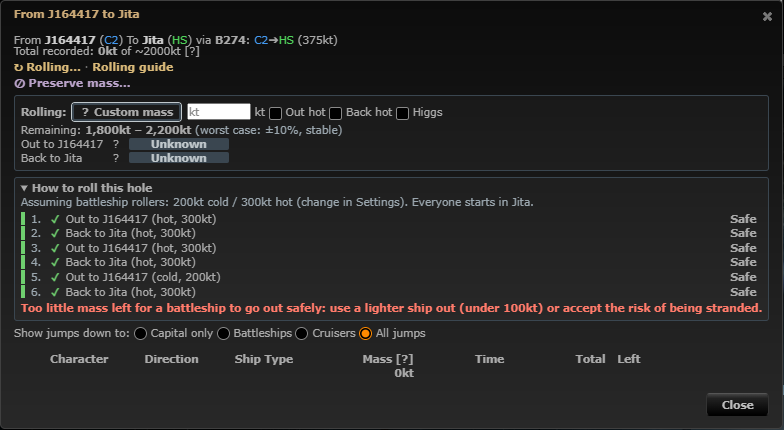 From J164417 to Jita
From J164417 (C2) To Jita (HS) via B274: C2➔HS (375kt)
Total recorded: 0kt of ~2000kt [?]
↻ Rolling... · Rolling guide
⊘ Preserve mass...
Rolling: ? Custom mass kt kt Out hot Back hot Higgs
Remaining: 1,800kt – 2,200kt (worst case: ±10%, stable)
Out to J164417 ? Unknown
Back to Jita ? Unknown
▾ How to roll this hole
Assuming battleship rollers: 200kt cold / 300kt hot (change in Settings). Everyone starts in Jita.
1. ✔ Out to J164417 (hot, 300kt) Safe
2. ✔ Back to Jita (hot, 300kt) Safe
3. ✔ Out to J164417 (hot, 300kt) Safe
4. ✔ Back to Jita (hot, 300kt) Safe
5. ✔ Out to J164417 (cold, 200kt) Safe
6. ✔ Back to Jita (hot, 300kt) Safe
Too little mass left for a battleship to go out safely: use a lighter ship out (under 100kt) or accept the risk of being stranded.
Show jumps down to: Capital only Battleships Cruisers All jumps
Character Direction Ship Type Mass [?] Time Total Left
0kt
Close